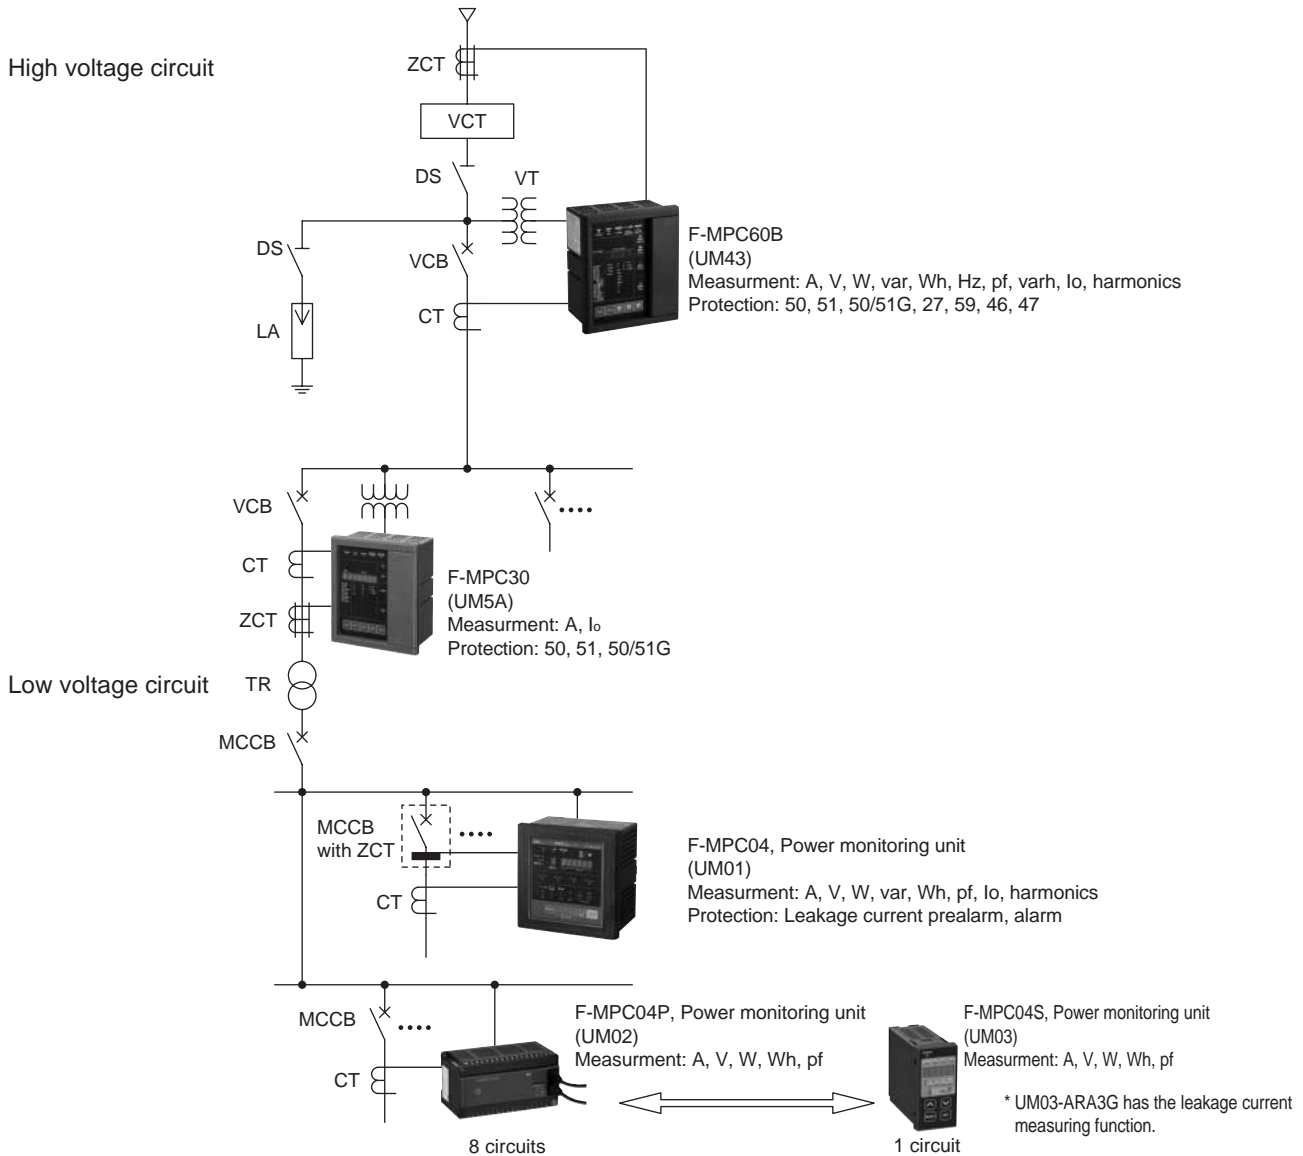 High voltage circuit
ZCT
VCT
DS
VT
DS
VCB
CT
LA
F-MPC60B
(UM43)
Measurment: A, V, W, var, Wh, Hz, pf, varh, Io, harmonics
Protection: 50, 51, 50/51G, 27, 59, 46, 47
VCB
CT
ZCT
F-MPC30
(UM5A)
Measurment: A, Io
Protection: 50, 51, 50/51G
Low voltage circuit
TR
MCCB
MCCB
with ZCT
CT
F-MPC04, Power monitoring unit
(UM01)
Measurment: A, V, W, var, Wh, pf, Io, harmonics
Protection: Leakage current prealarm, alarm
MCCB
CT
F-MPC04P, Power monitoring unit
(UM02)
Measurment: A, V, W, Wh, pf
8 circuits
F-MPC04S, Power monitoring unit
(UM03)
Measurment: A, V, W, Wh, pf
* UM03-ARA3G has the leakage current
measuring function.
1 circuit